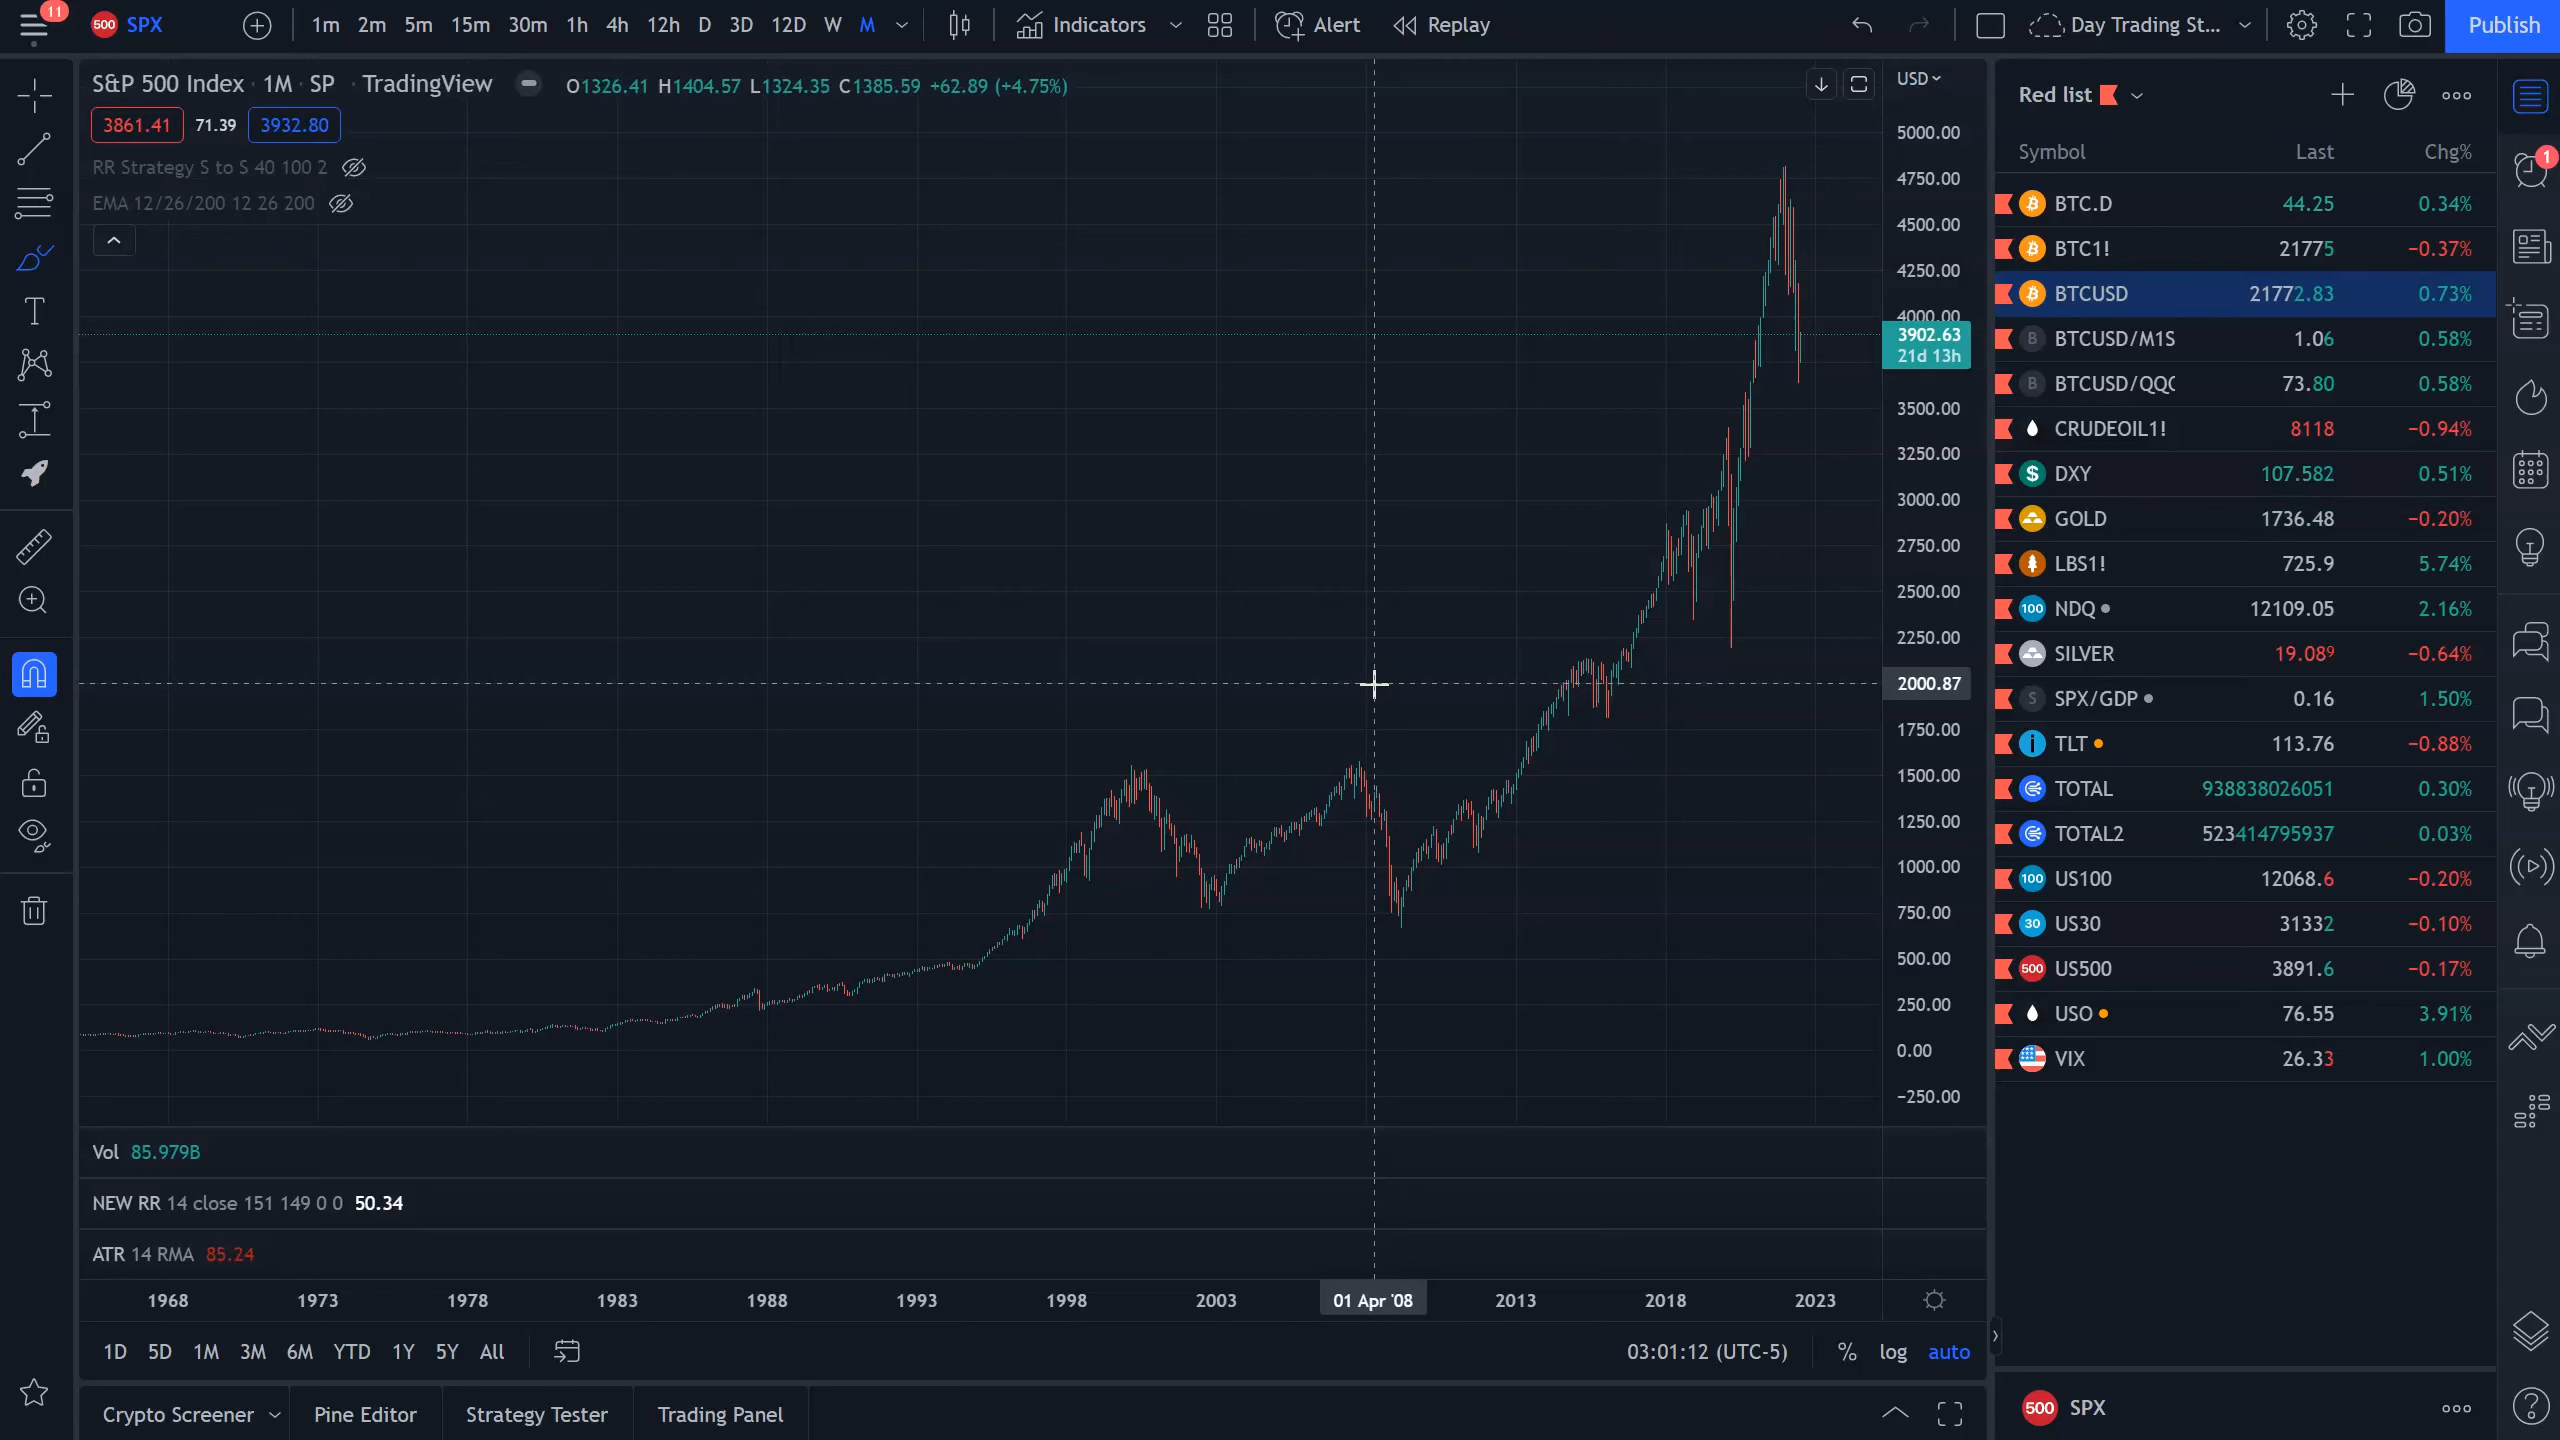 11 500 SPX 1m 2m 5m 15m 30m 1h 4h 12h D 3D 12D W M Indicators Alert Replay Day Trading St... Publish
S&P 500 Index · 1M · SP · TradingView O1326.41 H1404.57 L1324.35 C1385.59 +62.89 (+4.75%)
3861.41 71.39 3932.80
RR Strategy S to S 40 100 2
EMA 12/26/200 12 26 200
USD
5000.00
4750.00
4500.00
4250.00
4000.00
3902.63
21d 13h
3500.00
3250.00
3000.00
2750.00
2500.00
2250.00
2000.87
1750.00
1500.00
1250.00
1000.00
750.00
500.00
250.00
0.00
−250.00
Vol 85.979B
NEW RR 14 close 151 149 0 0 50.34
ATR 14 RMA 85.24
1968 1973 1978 1983 1988 1993 1998 2003 01 Apr '08 2013 2018 2023
1D 5D 1M 3M 6M YTD 1Y 5Y All 03:01:12 (UTC-5) % log auto
Crypto Screener Pine Editor Strategy Tester Trading Panel
Red list
Symbol Last Chg%
1
BTC.D 44.25 0.34%
BTC1! 21775 −0.37%
BTCUSD 21772.83 0.73%
B BTCUSD/M1S 1.06 0.58%
B BTCUSD/QQQ 73.80 0.58%
CRUDEOIL1! 8118 −0.94%
$ DXY 107.582 0.51%
GOLD 1736.48 −0.20%
LBS1! 725.9 5.74%
100 NDQ 12109.05 2.16%
SILVER 19.089 −0.64%
S SPX/GDP 0.16 1.50%
i TLT 113.76 −0.88%
TOTAL 938838026051 0.30%
TOTAL2 523414795937 0.03%
100 US100 12068.6 −0.20%
30 US30 31332 −0.10%
500 US500 3891.6 −0.17%
USO 76.55 3.91%
VIX 26.33 1.00%
500 SPX